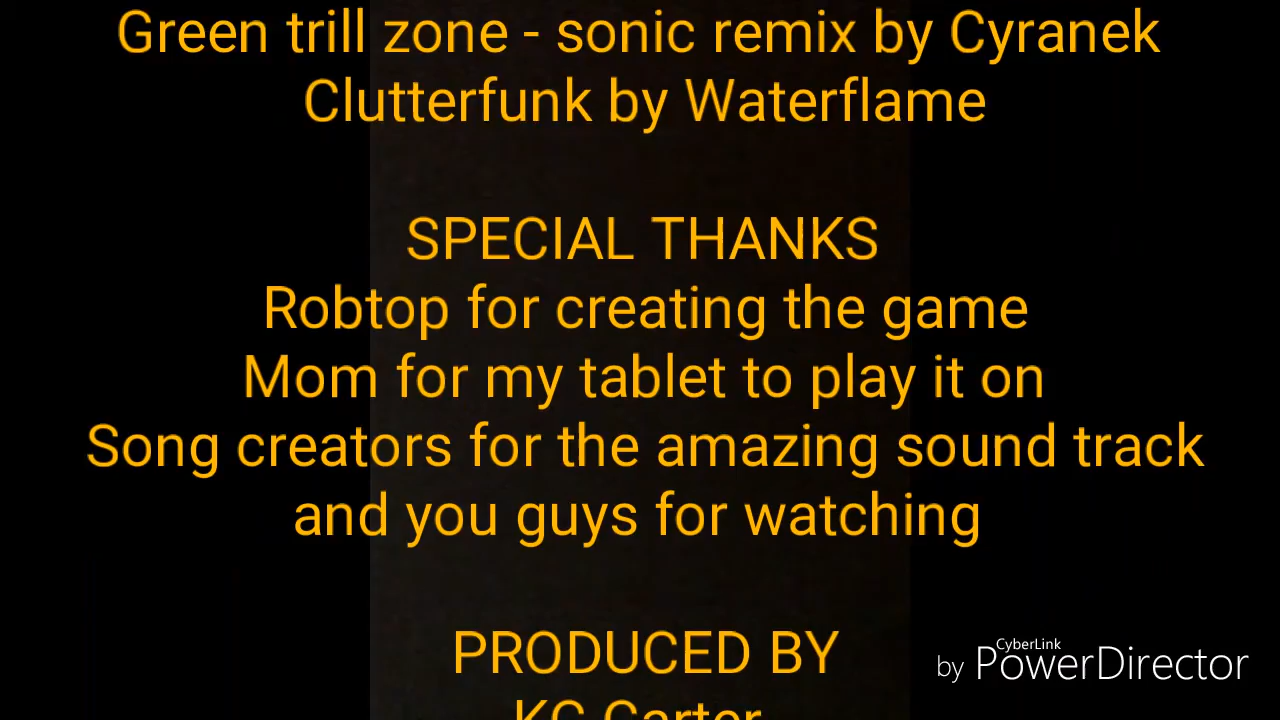 Green trill zone - sonic remix by Cyranek
Clutterfunk by Waterflame
SPECIAL THANKS
Robtop for creating the game
Mom for my tablet to play it on
Song creators for the amazing sound track
and you guys for watching
PRODUCED BY
KC Carter
by CyberLink PowerDirector